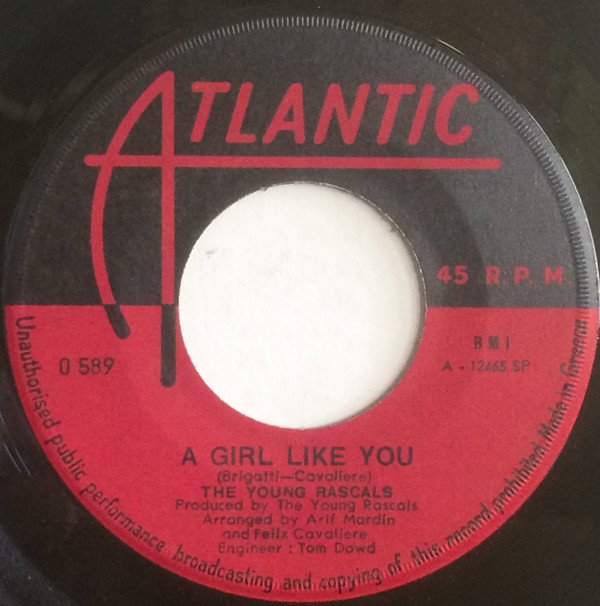 ATLANTIC
45 R.P.M.
BMI
O 589
A - 12465 SP
A GIRL LIKE YOU
(Brigatti—Cavaliere)
THE YOUNG RASCALS
Produced by The Young Rascals
Arranged by Arif Mardin
and Felix Cavaliere
Engineer : Tom Dowd
Unauthorised public performance, broadcasting and copying of this record prohibited. Made in